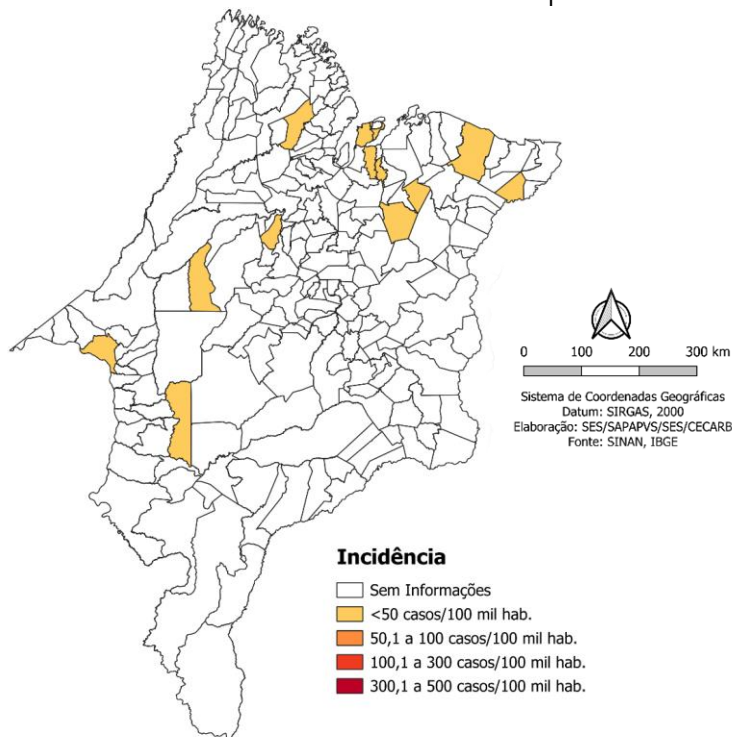 0 100 200 300 km
Sistema de Coordenadas Geográficas
Datum: SIRGAS, 2000
Elaboração: SES/SAPAPVS/SES/CECARB
Fonte: SINAN, IBGE
Incidência
Sem Informações
<50 casos/100 mil hab.
50,1 a 100 casos/100 mil hab.
100,1 a 300 casos/100 mil hab.
300,1 a 500 casos/100 mil hab.